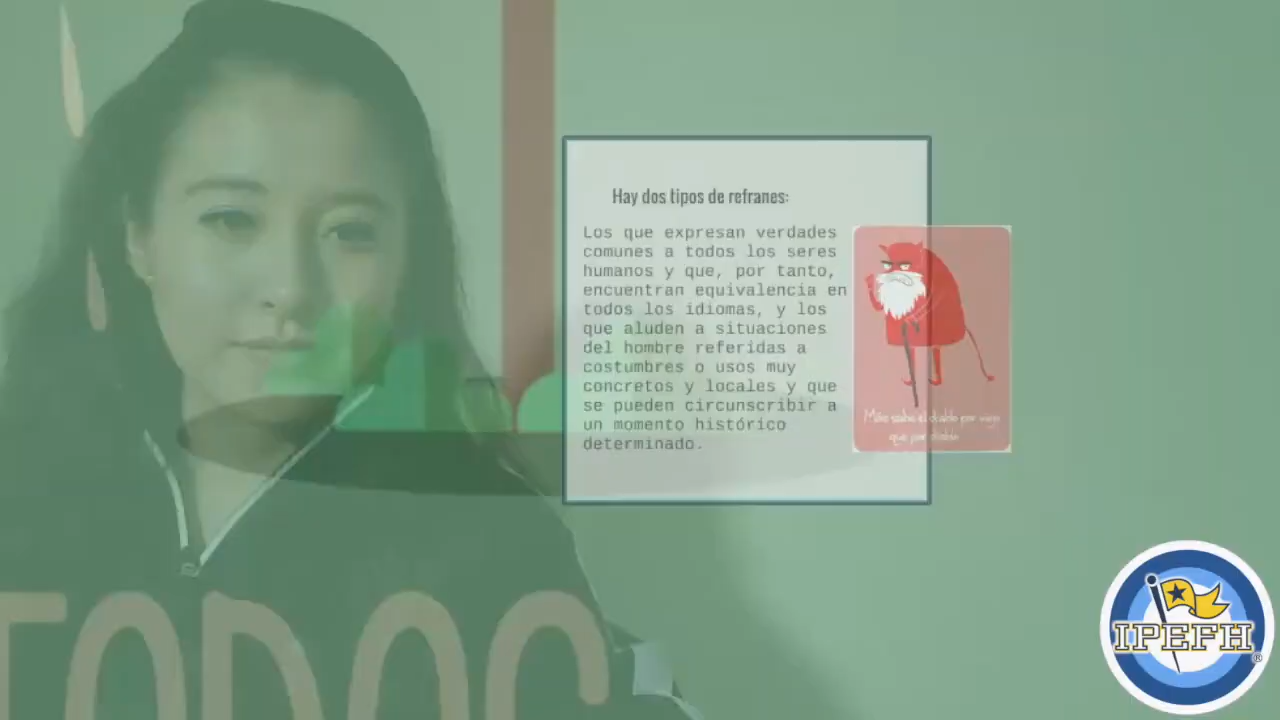 Hay dos tipos de refranes:
Los que expresan verdades
comunes a todos los seres
humanos y que, por tanto,
encuentran equivalencia en
todos los idiomas, y los
que aluden a situaciones
del hombre referidas a
costumbres o usos muy
concretos y locales y que
se pueden circunscribir a
un momento histórico
determinado.
Más sabe el diablo por viejo
que por diablo
TODOS
IPEFH
®